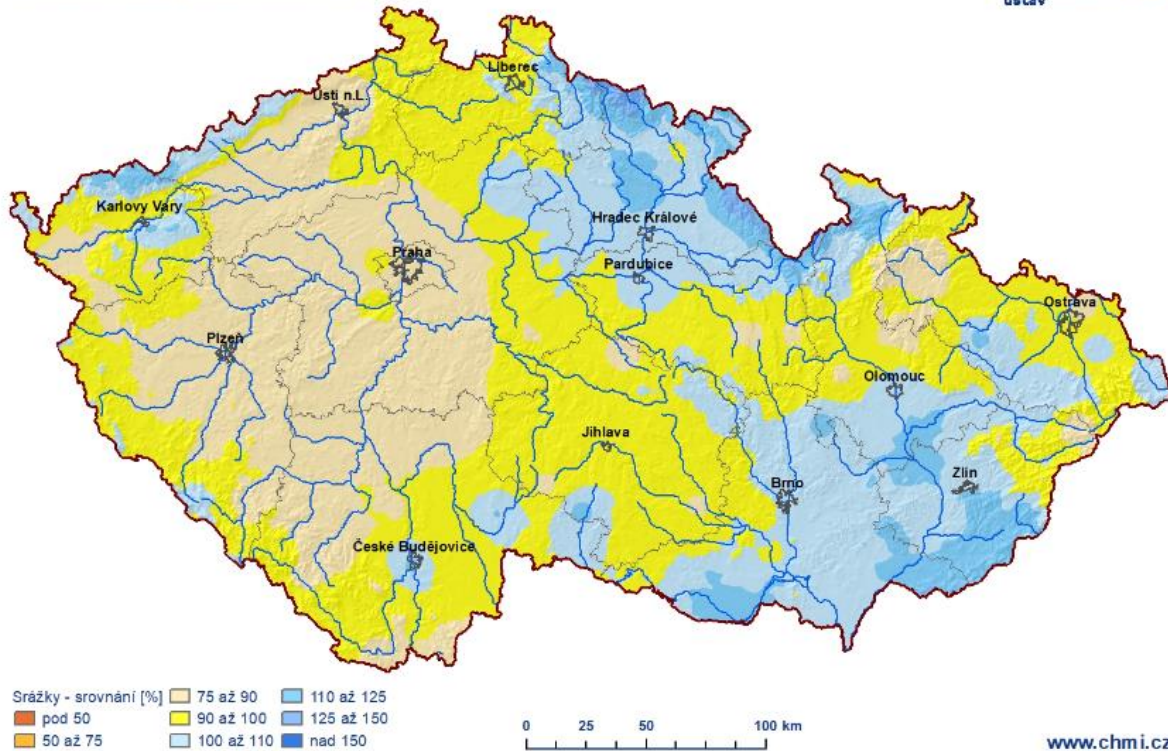 ústav
Liberec
Ústí n.L.
Karlovy Vary
Hradec Králové
Praha
Pardubice
Ostrava
Plzeň
Olomouc
Jihlava
Zlín
Brno
České Budějovice
Srážky - srovnání [%]
pod 50
50 až 75
75 až 90
90 až 100
100 až 110
110 až 125
125 až 150
nad 150
0 25 50 100 km
www.chmi.cz